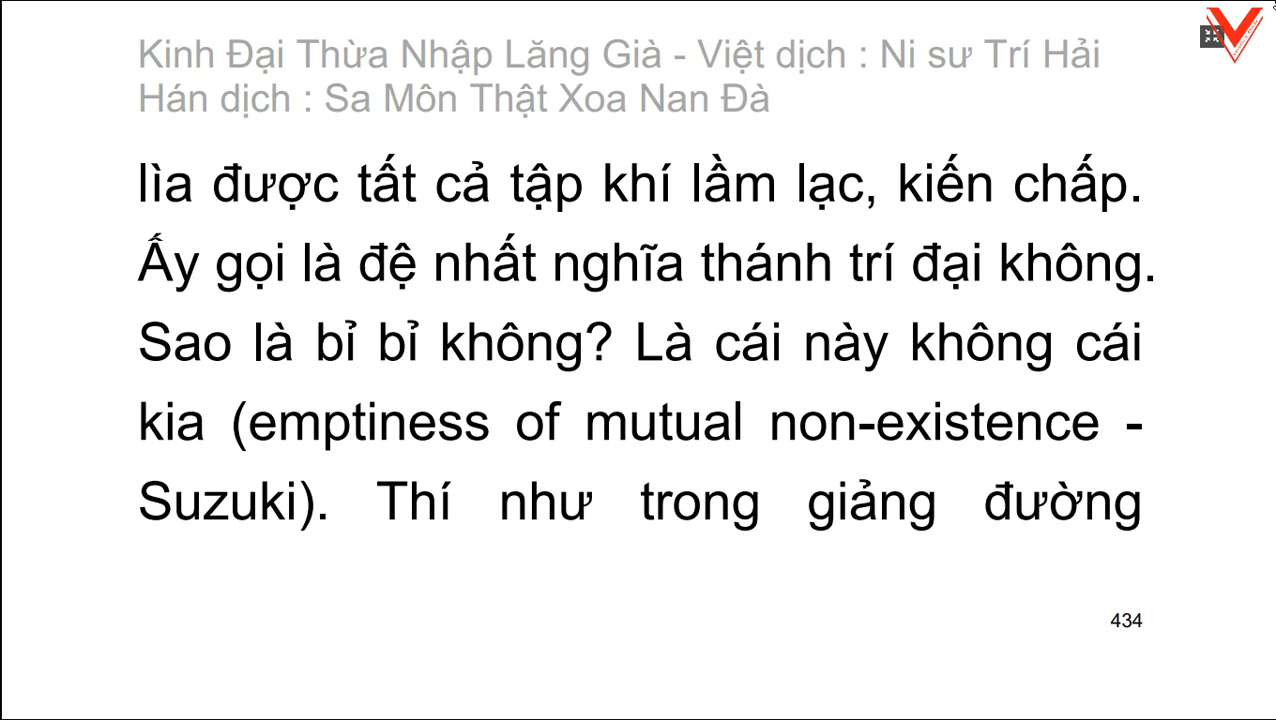 Kinh Đại Thừa Nhập Lăng Già - Việt dịch : Ni sư Trí Hải
Hán dịch : Sa Môn Thật Xoa Nan Đà
lìa được tất cả tập khí lầm lạc, kiến chấp.
Ấy gọi là đệ nhất nghĩa thánh trí đại không.
Sao là bỉ bỉ không? Là cái này không cái
kia (emptiness of mutual non-existence -
Suzuki). Thí như trong giảng đường
434